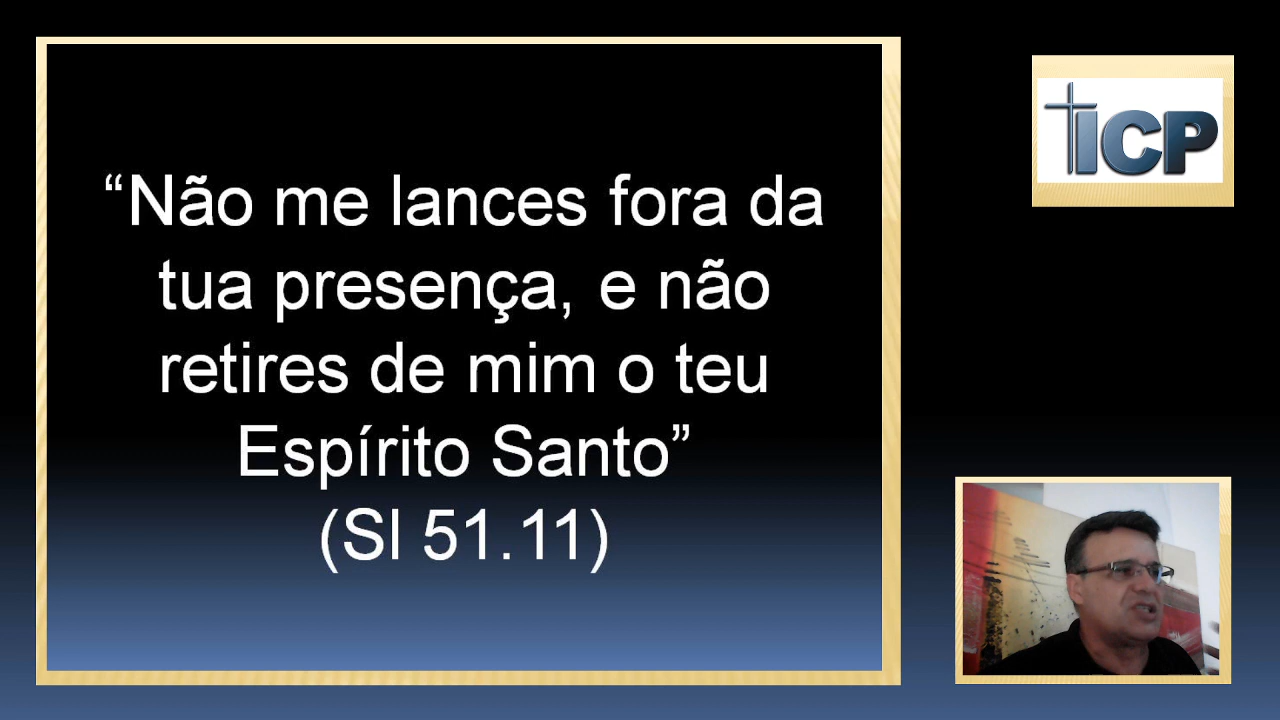 “Não me lances fora da
tua presença, e não
retires de mim o teu
Espírito Santo”
(Sl 51.11)
ICP